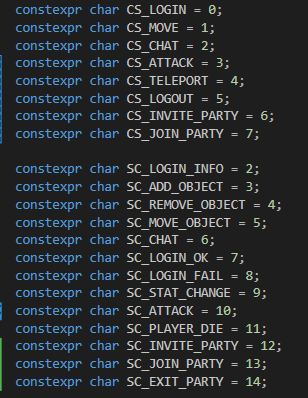 constexpr char CS_LOGIN = 0;
constexpr char CS_MOVE = 1;
constexpr char CS_CHAT = 2;
constexpr char CS_ATTACK = 3;
constexpr char CS_TELEPORT = 4;
constexpr char CS_LOGOUT = 5;
constexpr char CS_INVITE_PARTY = 6;
constexpr char CS_JOIN_PARTY = 7;

constexpr char SC_LOGIN_INFO = 2;
constexpr char SC_ADD_OBJECT = 3;
constexpr char SC_REMOVE_OBJECT = 4;
constexpr char SC_MOVE_OBJECT = 5;
constexpr char SC_CHAT = 6;
constexpr char SC_LOGIN_OK = 7;
constexpr char SC_LOGIN_FAIL = 8;
constexpr char SC_STAT_CHANGE = 9;
constexpr char SC_ATTACK = 10;
constexpr char SC_PLAYER_DIE = 11;
constexpr char SC_INVITE_PARTY = 12;
constexpr char SC_JOIN_PARTY = 13;
constexpr char SC_EXIT_PARTY = 14;